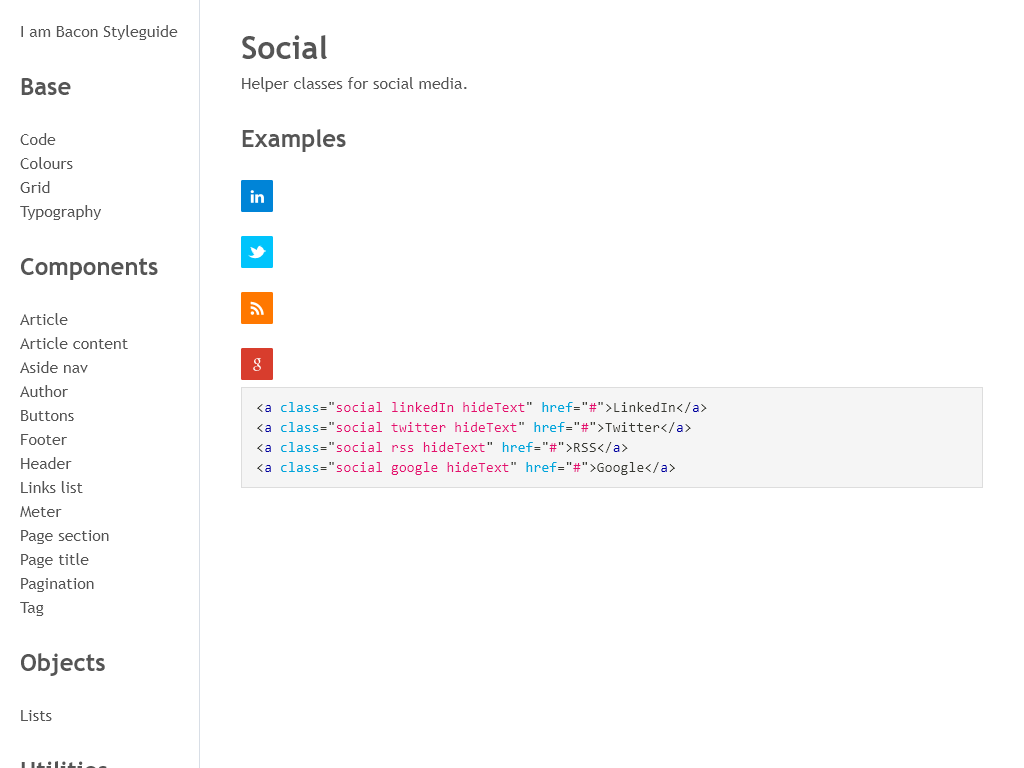 I am Bacon Styleguide
Base
Code
Colours
Grid
Typography
Components
Article
Article content
Aside nav
Author
Buttons
Footer
Header
Links list
Meter
Page section
Page title
Pagination
Tag
Objects
Lists
Utilities
Social
Helper classes for social media.
Examples
in
g
<a class="social linkedIn hideText" href="#">LinkedIn</a>
<a class="social twitter hideText" href="#">Twitter</a>
<a class="social rss hideText" href="#">RSS</a>
<a class="social google hideText" href="#">Google</a>